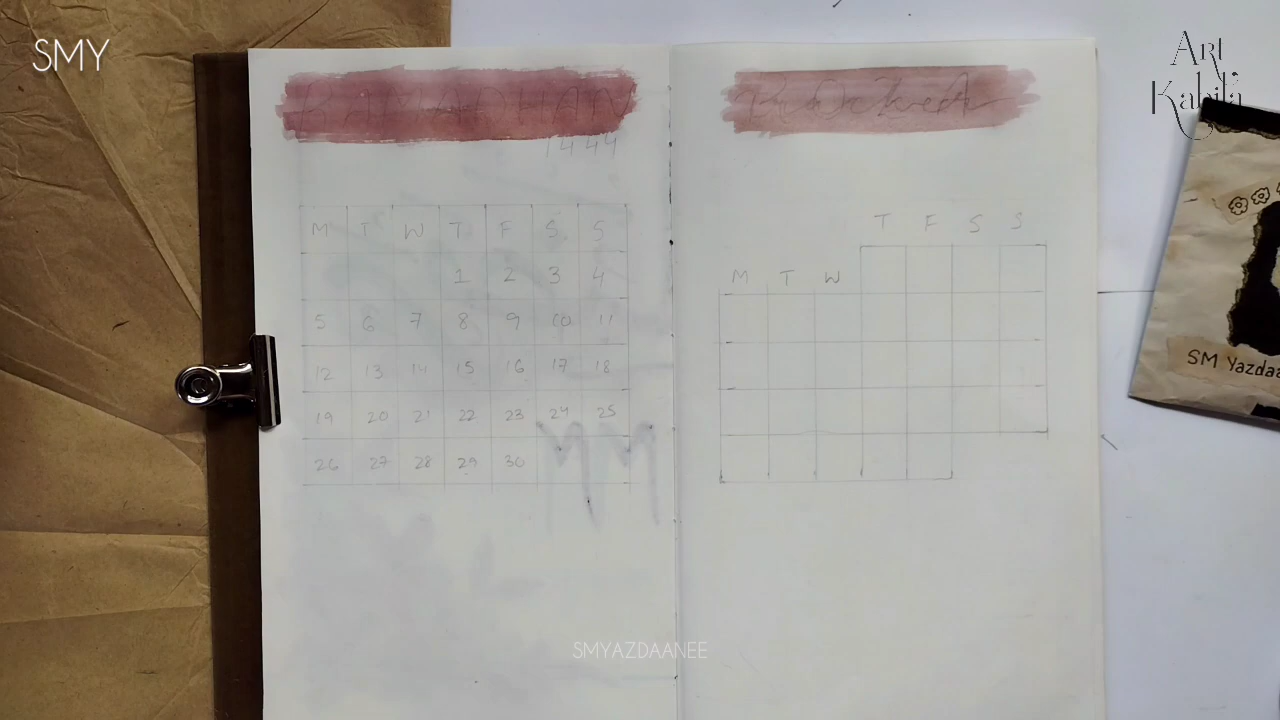 SMY
Art
Kabila
RAMADHAN
1444
M T W T F S S
1 2 3 4
5 6 7 8 9 10 11
12 13 14 15 16 17 18
19 20 21 22 23 24 25
26 27 28 29 30
T F S S
M T W
SM Yazdaa
SMYAZDAANEE